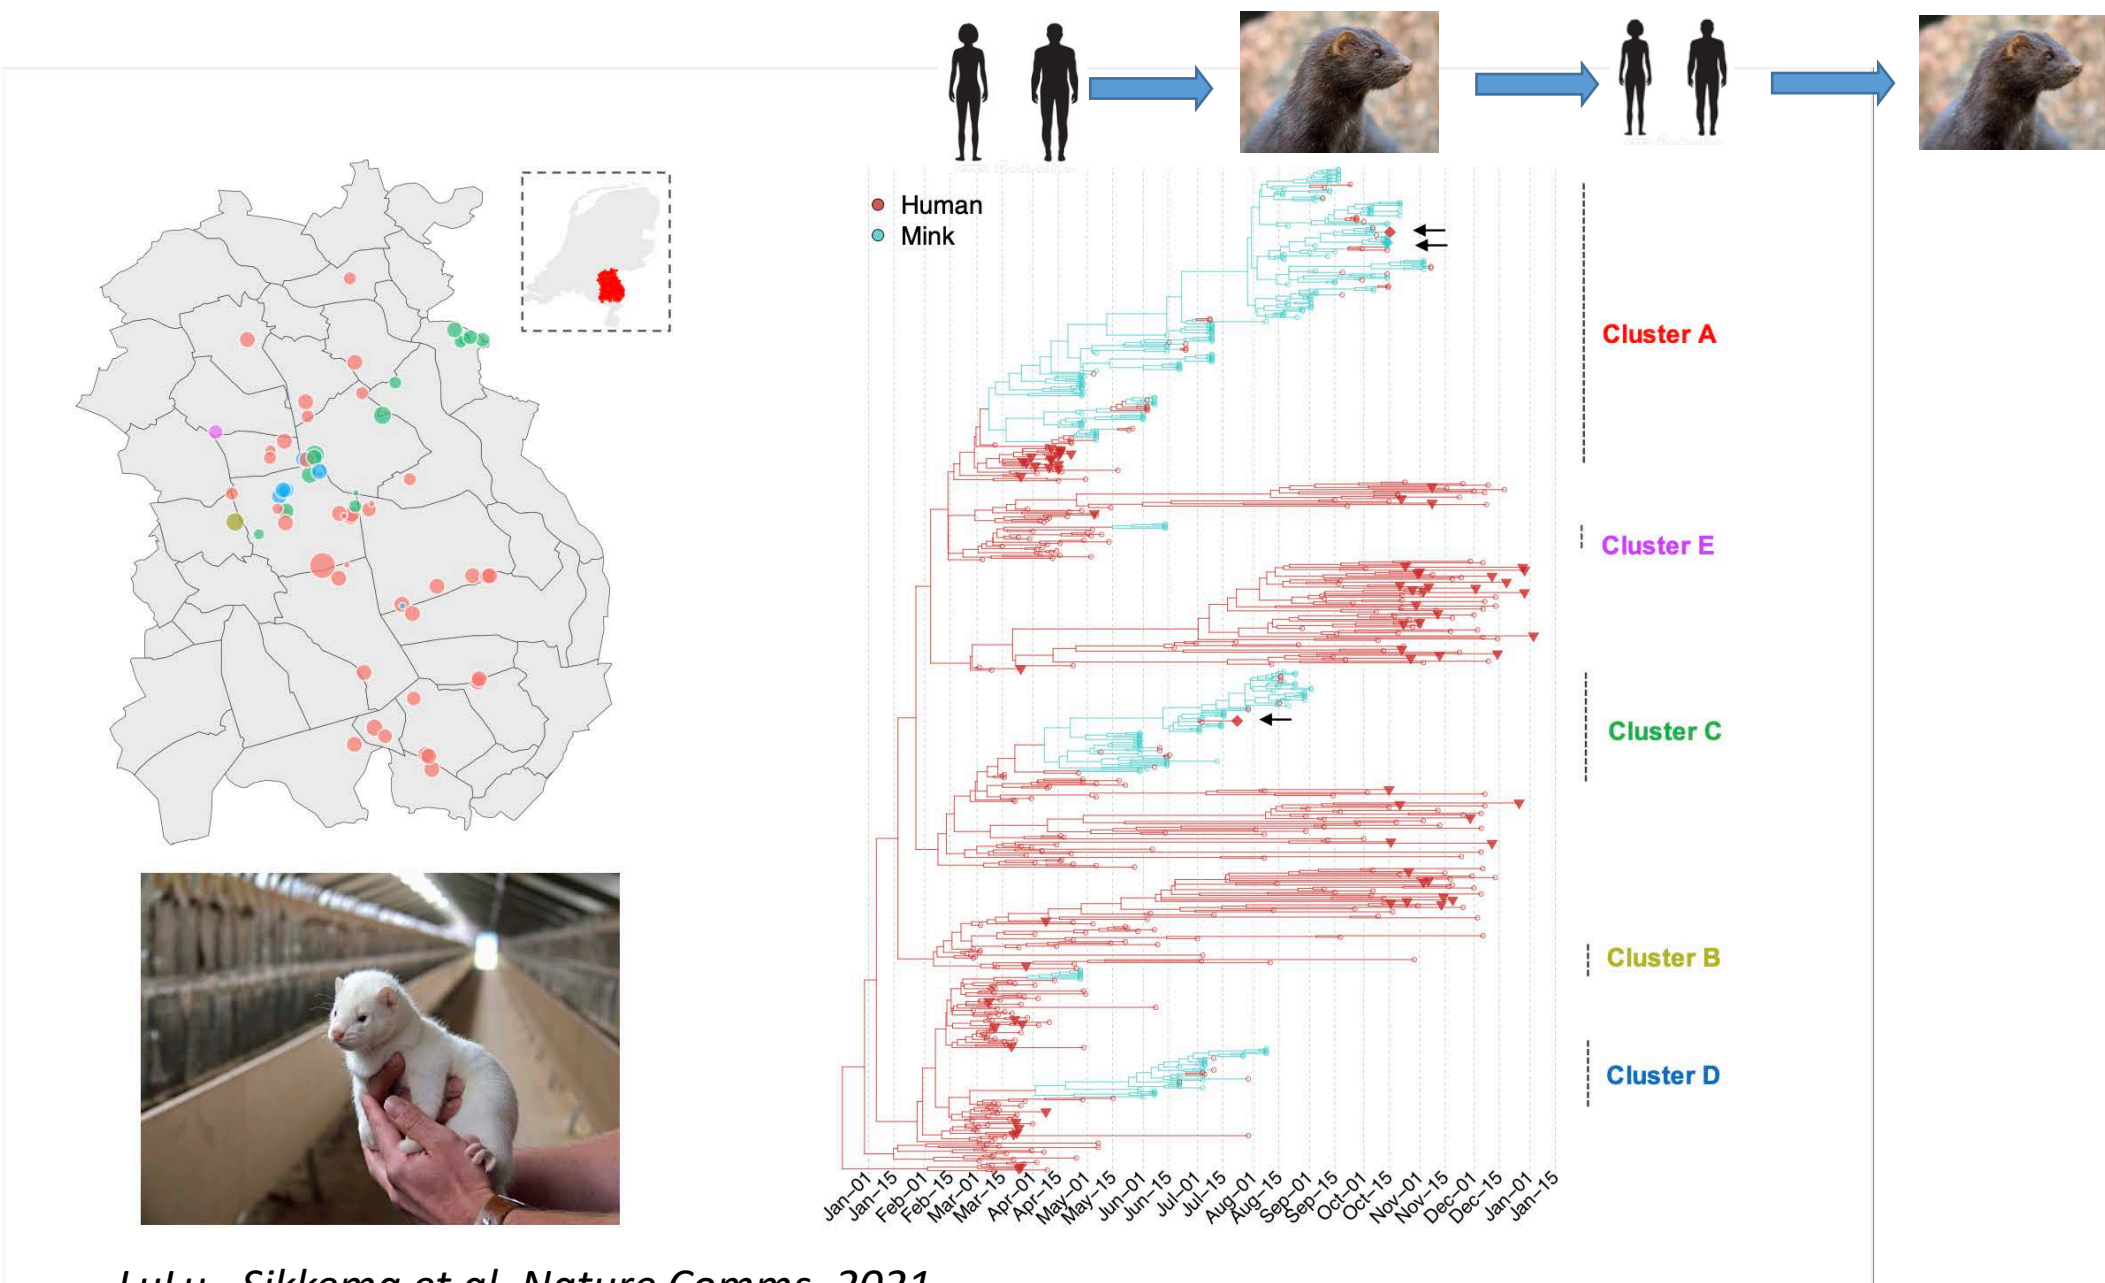 Human
Mink
Cluster A
Cluster E
Cluster C
Cluster B
Cluster D
Jan–01
Jan–15
Feb–01
Feb–15
Mar–01
Mar–15
Apr–01
Apr–15
May–01
May–15
Jun–01
Jun–15
Jul–01
Jul–15
Aug–01
Aug–15
Sep–01
Sep–15
Oct–01
Oct–15
Nov–01
Nov–15
Dec–01
Dec–15
Jan–01
Jan–15
LuLu, Sikkema et al, Nature Comms, 2021